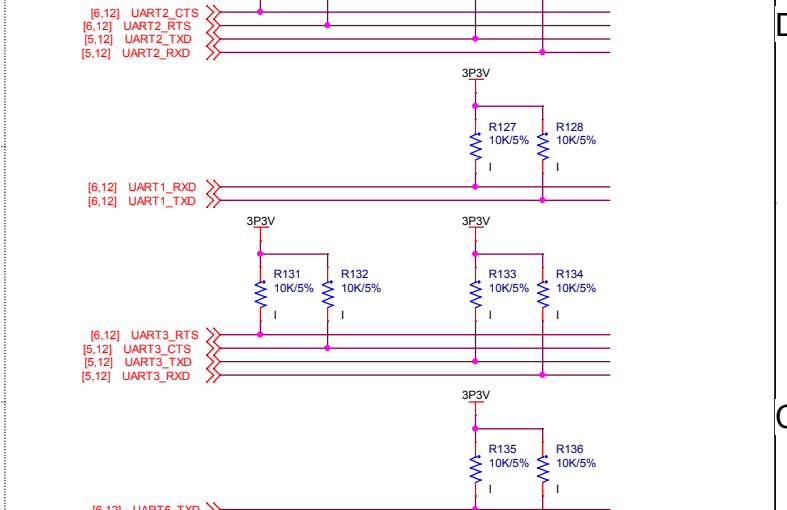 [6,12] UART2_CTS
[6,12] UART2_RTS
[5,12] UART2_TXD
[5,12] UART2_RXD
3P3V
R127 R128
10K/5% 10K/5%
I I
[6,12] UART1_RXD
[6,12] UART1_TXD
3P3V 3P3V
R131 R132 R133 R134
10K/5% 10K/5% 10K/5% 10K/5%
I I I I
[6,12] UART3_RTS
[5,12] UART3_CTS
[5,12] UART3_TXD
[5,12] UART3_RXD
3P3V
R135 R136
10K/5% 10K/5%
I I
[6,12] UART5_TXD